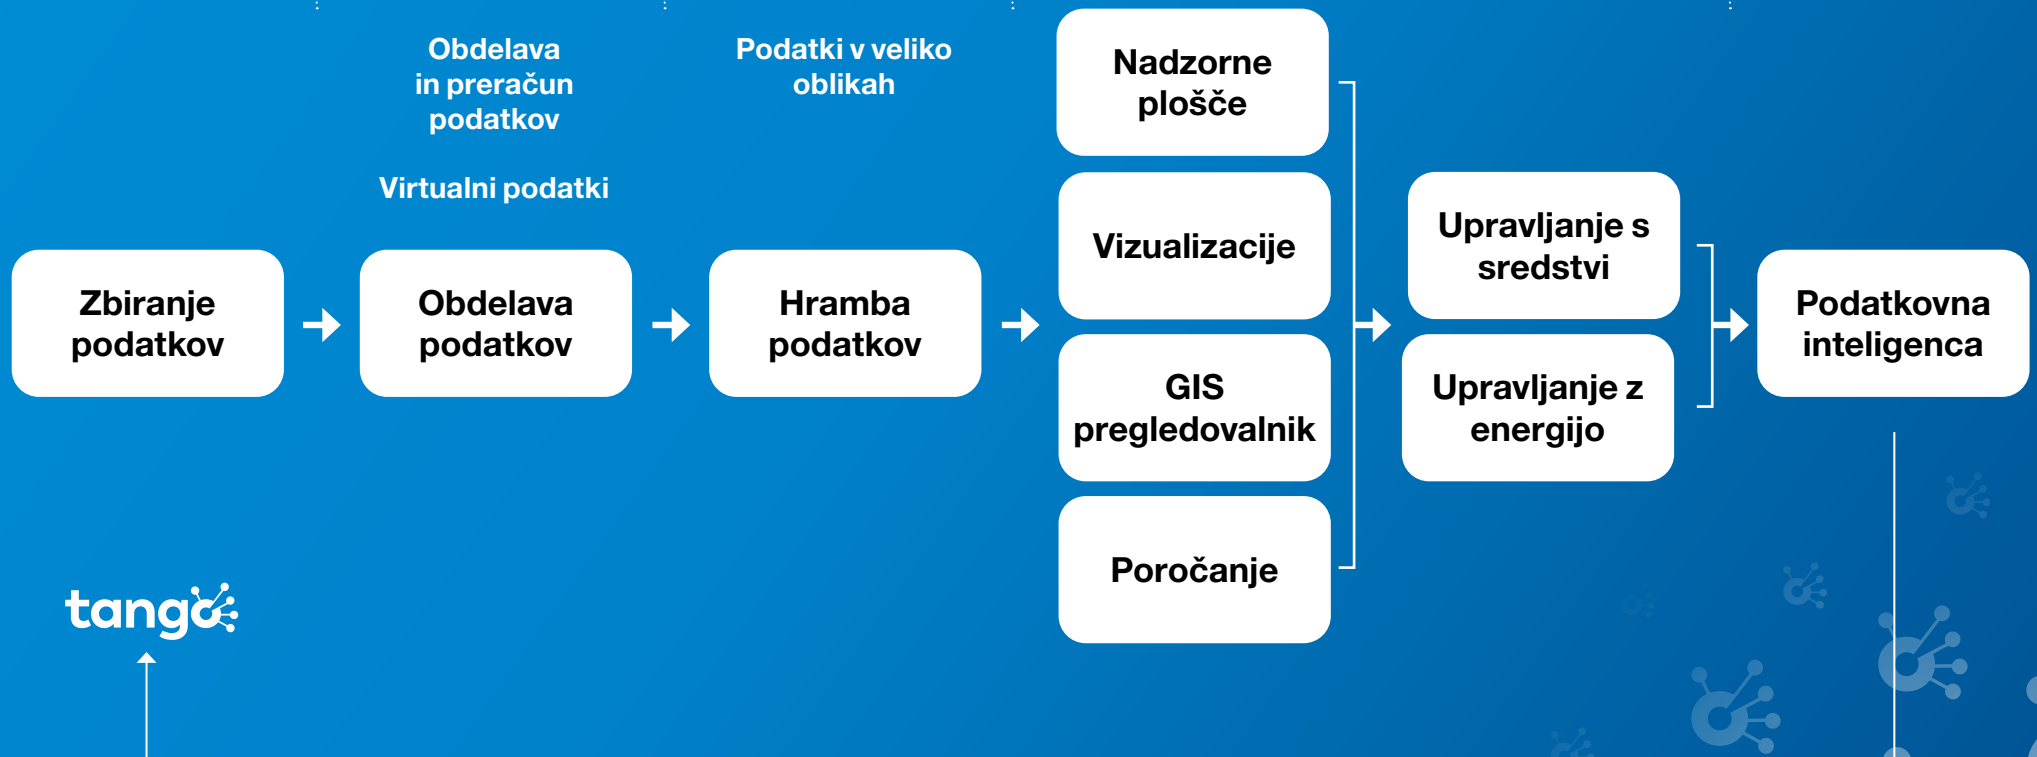 Obdelava
in preračun
podatkov
Virtualni podatki
Podatki v veliko
oblikah
Zbiranje
podatkov
Obdelava
podatkov
Hramba
podatkov
Nadzorne
plošče
Vizualizacije
GIS
pregledovalnik
Poročanje
Upravljanje s
sredstvi
Upravljanje z
energijo
Podatkovna
inteligenca
tango